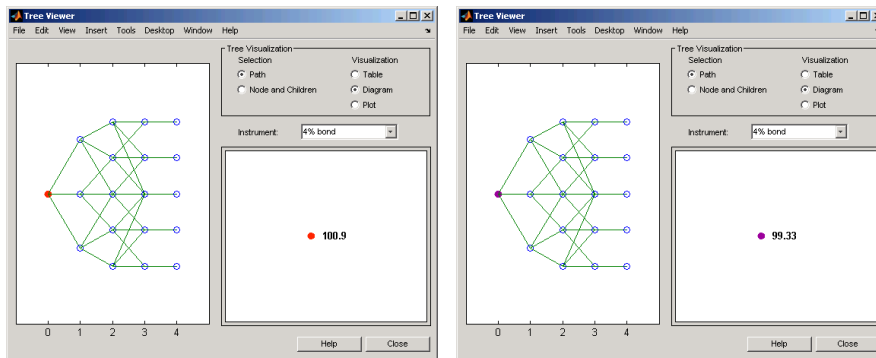 Tree Viewer
File Edit View Insert Tools Desktop Window Help
Tree Visualization
Selection Visualization
Path Table
Node and Children Diagram
Plot
Instrument: 4% bond
100.9
0 1 2 3 4
Help Close
Tree Viewer
File Edit View Insert Tools Desktop Window Help
Tree Visualization
Selection Visualization
Path Table
Node and Children Diagram
Plot
Instrument: 4% bond
99.33
0 1 2 3 4
Help Close